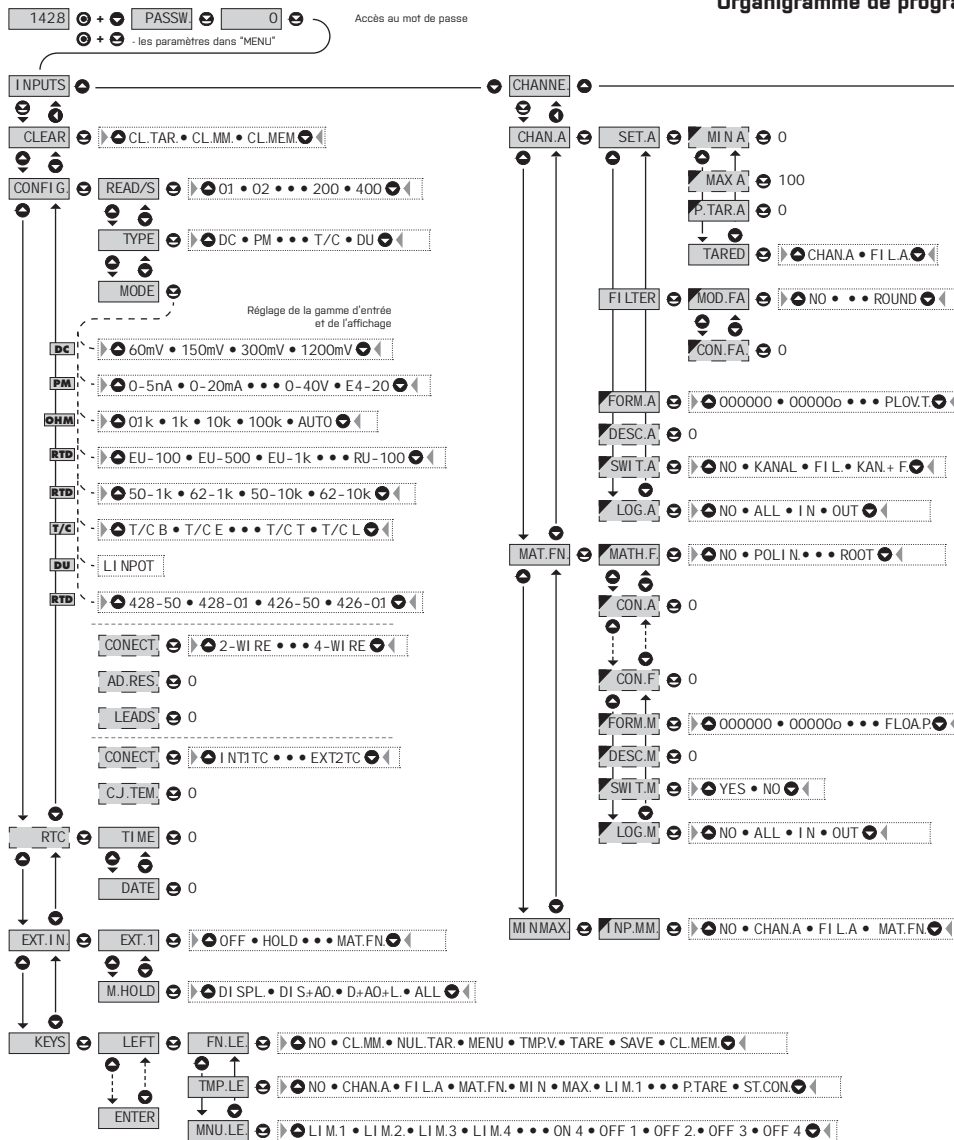 Organigramme de progra
1428 + PASSW. 0 Accès au mot de passe
+ - les paramètres dans "MENU"
INPUTS CHANNE.
CLEAR CL.TAR. • CL.MM. • CL.MEM.
CHAN.A SET.A MIN A 0
MAX A 100
P.TAR.A 0
TARED CHAN.A • FIL.A
CONFIG. READ/S 01 • 02 • • • 200 • 400
TYPE DC • PM • • • T/C • DU
MODE
Réglage de la gamme d'entrée
et de l'affichage
FILTER MOD.FA NO • • • ROUND
CON.FA. 0
DC 60mV • 150mV • 300mV • 1200mV
PM 0-5nA • 0-20mA • • • 0-40V • E4-20
OHM 01k • 1k • 10k • 100k • AUTO
RTD EU-100 • EU-500 • EU-1k • • • RU-100
RTD 50-1k • 62-1k • 50-10k • 62-10k
T/C T/C B • T/C E • • • T/C T • T/C L
DU LINPOT
RTD 428-50 • 428-01 • 426-50 • 426-01
FORM.A 000000 • 00000o • • • PLOV.T.
DESC.A 0
SWIT.A NO • KANAL • FIL. • KAN.+ F.
LOG.A NO • ALL • IN • OUT
MAT.FN. MATH.F. NO • POLIN. • • • ROOT
CON.A 0
CON.F 0
FORM.M 000000 • 00000o • • • FLOA.P.
DESC.M 0
SWIT.M YES • NO
LOG.M NO • ALL • IN • OUT
CONECT. 2-WIRE • • • 4-WIRE
AD.RES. 0
LEADS 0
CONECT. INT1TC • • • EXT2TC
C.J.TEM. 0
RTC TIME 0
DATE 0
EXT.IN. EXT.1 OFF • HOLD • • • MAT.FN.
M.HOLD DISPL. • DIS+AO. • D+AO+L. • ALL
MINMAX. INP.MM. NO • CHAN.A • FIL.A • MAT.FN.
KEYS LEFT FN.LE. NO • CL.MM. • NUL.TAR. • MENU • TMP.V. • TARE • SAVE • CL.MEM.
TMP.LE NO • CHAN.A. • FIL.A • MAT.FN. • MIN • MAX. • LIM.1 • • • P.TARE • ST.CON.
ENTER
MNU.LE. LIM.1 • LIM.2. • LIM.3 • LIM.4 • • • ON 4 • OFF 1 • OFF 2. • OFF 3 • OFF 4